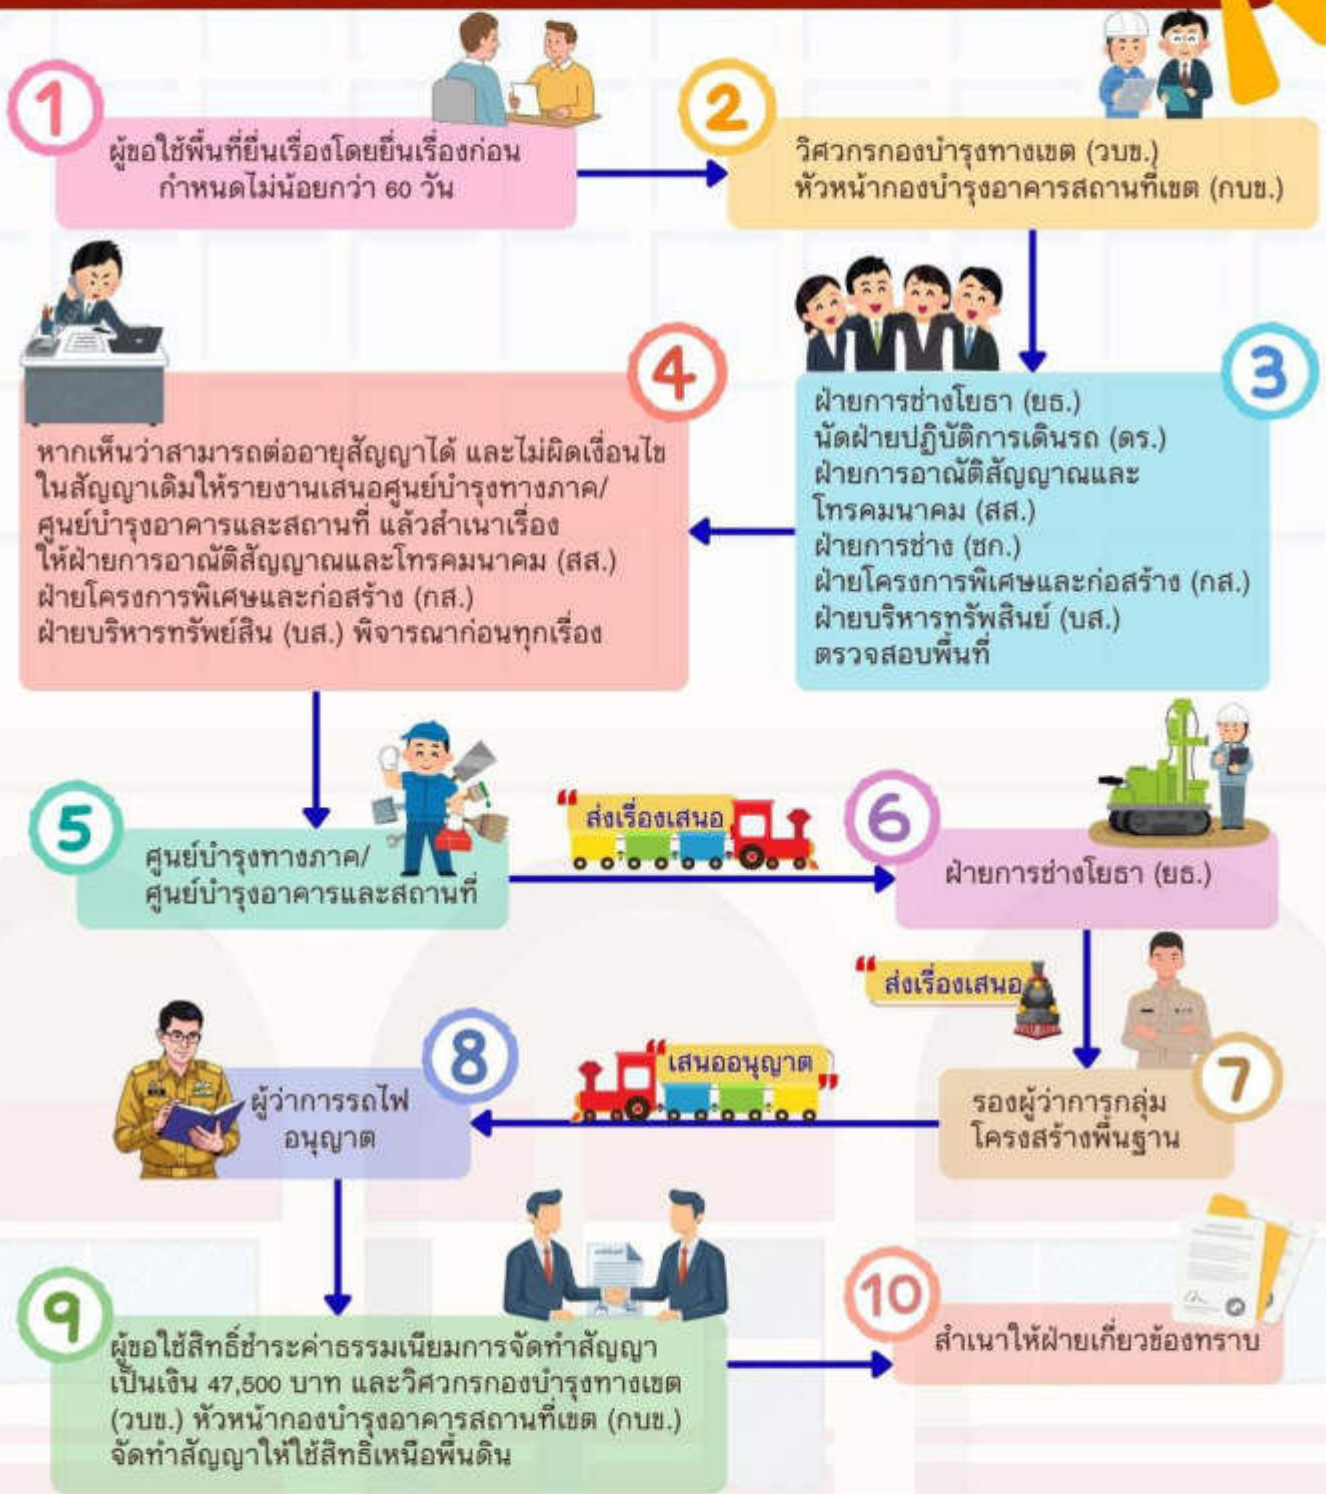 1
ผู้ขอใช้พื้นที่ยื่นเรื่องโดยยื่นเรื่องก่อน
กำหนดไม่น้อยกว่า 60 วัน
2
วิศวกรกองบำรุงทางเขต (วบข.)
หัวหน้ากองบำรุงอาคารสถานที่เขต (กบข.)
3
ฝ่ายการช่างโยธา (ยธ.)
นัดฝ่ายปฏิบัติการเดินรถ (ดร.)
ฝ่ายการอาณัติสัญญาณและ
โทรคมนาคม (สส.)
ฝ่ายการช่าง (ชก.)
ฝ่ายโครงการพิเศษและก่อสร้าง (กส.)
ฝ่ายบริหารทรัพสินย์ (บส.)
ตรวจสอบพื้นที่
4
หากเห็นว่าสามารถต่ออายุสัญญาได้ และไม่ผิดเงื่อนไข
ในสัญญาเดิมให้รายงานเสนอศูนย์บำรุงทางภาค/
ศูนย์บำรุงอาคารและสถานที่ แล้วสำเนาเรื่อง
ให้ฝ่ายการอาณัติสัญญาณและโทรคมนาคม (สส.)
ฝ่ายโครงการพิเศษและก่อสร้าง (กส.)
ฝ่ายบริหารทรัพย์สิน (บส.) พิจารณาก่อนทุกเรื่อง
5
ศูนย์บำรุงทางภาค/
ศูนย์บำรุงอาคารและสถานที่
“ส่งเรื่องเสนอ
6
ฝ่ายการช่างโยธา (ยธ.)
“ส่งเรื่องเสนอ
7
รองผู้ว่าการกลุ่ม
โครงสร้างพื้นฐาน
“เสนออนุญาต”
8
ผู้ว่าการรถไฟ
อนุญาต
9
ผู้ขอใช้สิทธิ์ชำระค่าธรรมเนียมการจัดทำสัญญา
เป็นเงิน 47,500 บาท และวิศวกรกองบำรุงทางเขต
(วบข.) หัวหน้ากองบำรุงอาคารสถานที่เขต (กบข.)
จัดทำสัญญาให้ใช้สิทธิเหนือพื้นดิน
10
สำเนาให้ฝ่ายเกี่ยวข้องทราบ